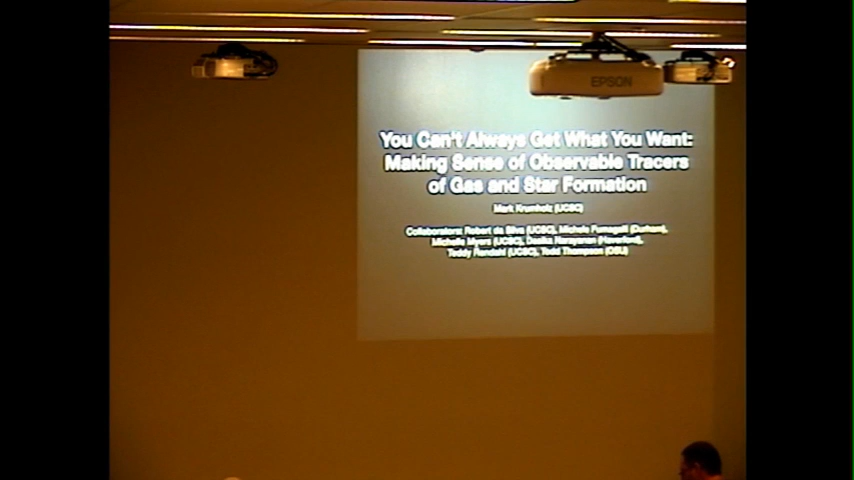 EPSON
You Can't Always Get What You Want:
Making Sense of Observable Tracers
of Gas and Star Formation
Mark Krumholz (UCSC)
Collaborators: Robert da Silva (UCSC), Michele Fumagalli (Durham),
Michelle Myers (UCSC), Desika Narayanan (Haverford),
Teddy Rendahl (UCSC), Todd Thompson (OSU)